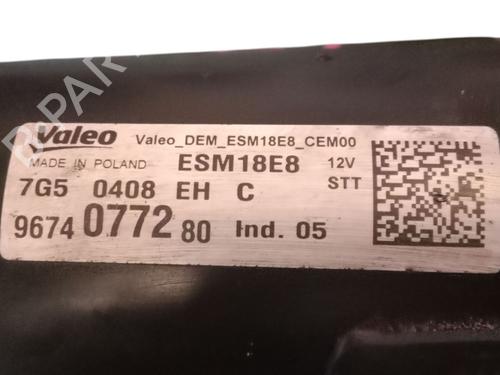 Valeo Valeo_DEM_ESM18E8_CEM00
MADE IN POLAND ESM18E8 12V
7G5 0408 EH C STT
9674 0772 80 Ind. 05